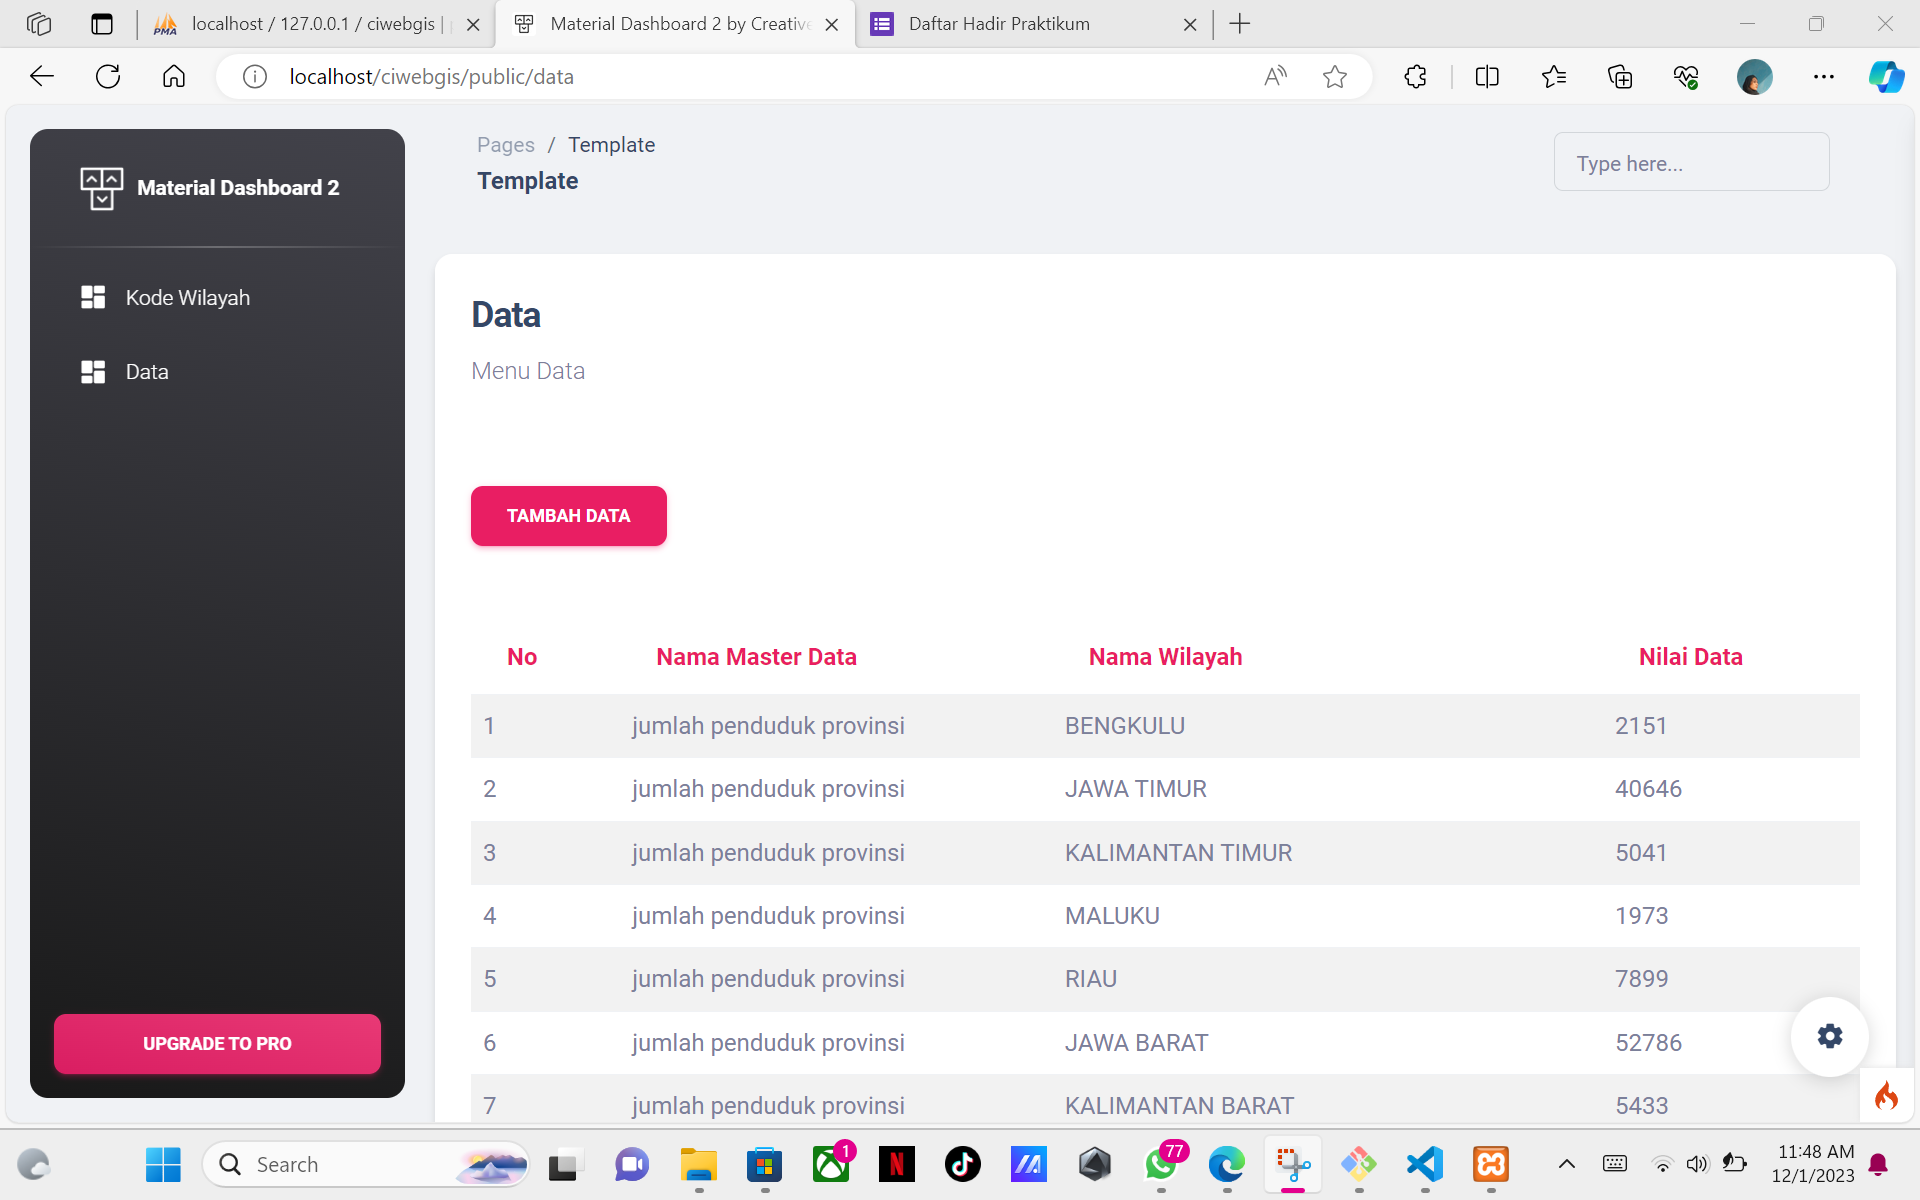 localhost / 127.0.0.1 / ciwebgis |
Material Dashboard 2 by Creative
Daftar Hadir Praktikum
localhost/ciwebgis/public/data
Material Dashboard 2
Kode Wilayah
Data
UPGRADE TO PRO
Pages / Template
Template
Type here...
Data
Menu Data
TAMBAH DATA
No Nama Master Data Nama Wilayah Nilai Data
1 jumlah penduduk provinsi BENGKULU 2151
2 jumlah penduduk provinsi JAWA TIMUR 40646
3 jumlah penduduk provinsi KALIMANTAN TIMUR 5041
4 jumlah penduduk provinsi MALUKU 1973
5 jumlah penduduk provinsi RIAU 7899
6 jumlah penduduk provinsi JAWA BARAT 52786
7 jumlah penduduk provinsi KALIMANTAN BARAT 5433
Search
1
77
11:48 AM
12/1/2023